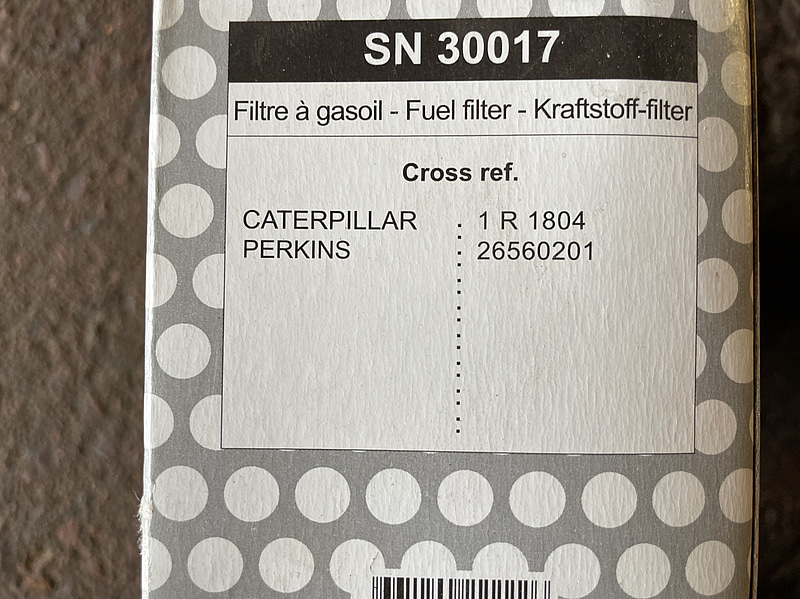 SN 30017
Filtre à gasoil - Fuel filter - Kraftstoff-filter
Cross ref.
CATERPILLAR : 1 R 1804
PERKINS : 26560201